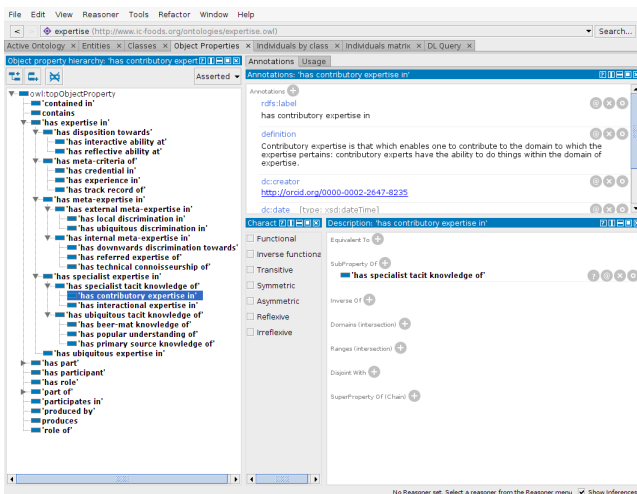 File Edit View Reasoner Tools Refactor Window Help
< expertise (http://www.ic-foods.org/ontologies/expertise.owl) Search...
Active Ontology × Entities × Classes × Object Properties × Individuals by class × Individuals matrix × DL Query ×
Object property hierarchy: 'has contributory expert
Asserted
owl:topObjectProperty
'contained in'
contains
'has expertise in'
'has disposition towards'
'has interactive ability at'
'has reflective ability at'
'has meta-criteria of'
'has credential in'
'has experience in'
'has track record of'
'has meta-expertise in'
'has external meta-expertise in'
'has local discrimination in'
'has ubiquitous discrimination in'
'has internal meta-expertise in'
'has downwards discrimination towards'
'has referred expertise of'
'has technical connoisseurship of'
'has specialist expertise in'
'has specialist tacit knowledge of'
'has contributory expertise in'
'has interactional expertise in'
'has ubiquitous tacit knowledge of'
'has beer-mat knowledge of'
'has popular understanding of'
'has primary source knowledge of'
'has ubiquitous expertise in'
'has part'
'has participant'
'has role'
'part of'
'participates in'
'produced by'
produces
'role of'
Annotations Usage
Annotations: 'has contributory expertise in'
Annotations
rdfs:label
has contributory expertise in
definition
Contributory expertise is that which enables one to contribute to the domain to which the
expertise pertains: contributory experts have the ability to do things within the domain of
expertise.
dc:creator
http://orcid.org/0000-0002-2647-8235
dc:date [type: xsd:dateTime]
Charact
Functional
Inverse functiona
Transitive
Symmetric
Asymmetric
Reflexive
Irreflexive
Description: 'has contributory expertise in'
Equivalent To
SubProperty Of
'has specialist tacit knowledge of'
Inverse Of
Domains (intersection)
Ranges (intersection)
Disjoint With
SuperProperty Of (Chain)
No Reasoner set. Select a reasoner from the Reasoner menu Show Inferences